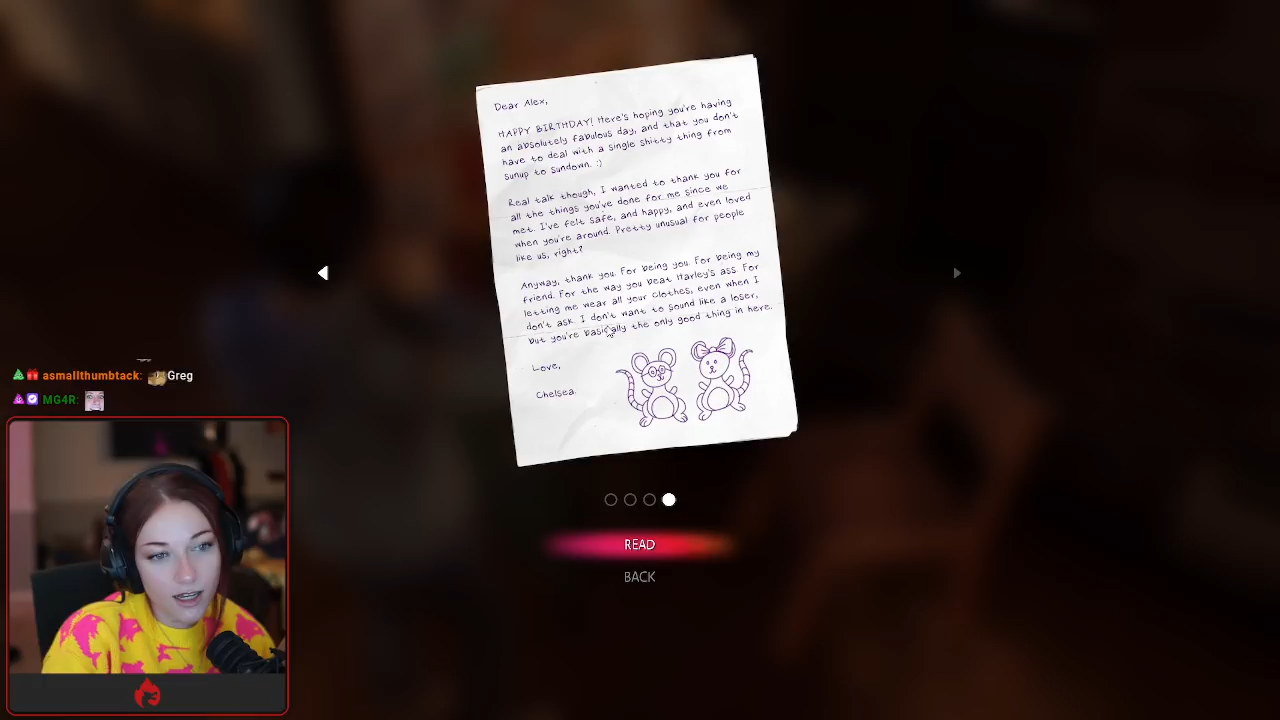 Dear Alex,
HAPPY BIRTHDAY! Here's hoping you're having
an absolutely fabulous day, and that you don't
have to deal with a single shitty thing from
sunup to sundown. :)
Real talk though, I wanted to thank you for
all the things you've done for me since we
met. I've felt safe, and happy, and even loved
when you're around. Pretty unusual for people
like us, right?
Anyway, thank you. For being you. For being my
friend. For the way you beat Harley's ass. For
letting me wear all your clothes, even when I
don't ask. I don't want to sound like a loser,
but you're basically the only good thing in here.
Love,
Chelsea.
asmallthumbtack: Greg
MG4R:
READ
BACK